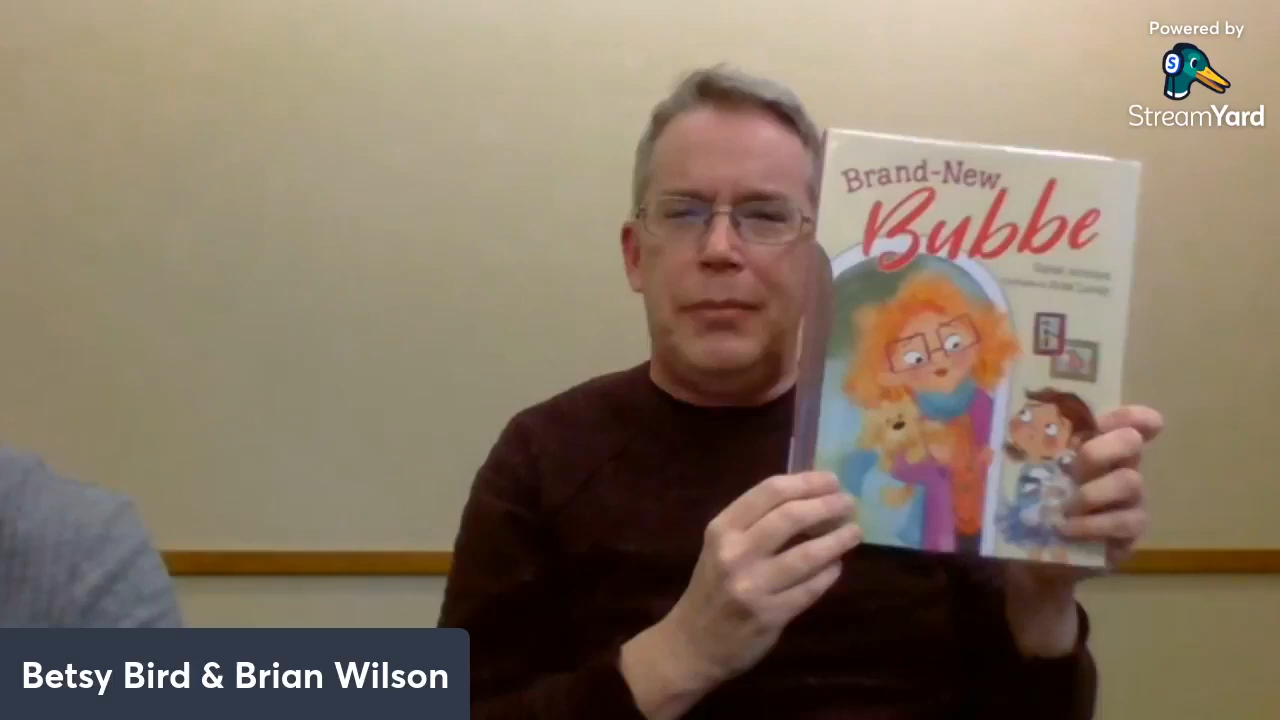 Powered by
S
StreamYard
Brand-New
Bubbe
Betsy Bird & Brian Wilson